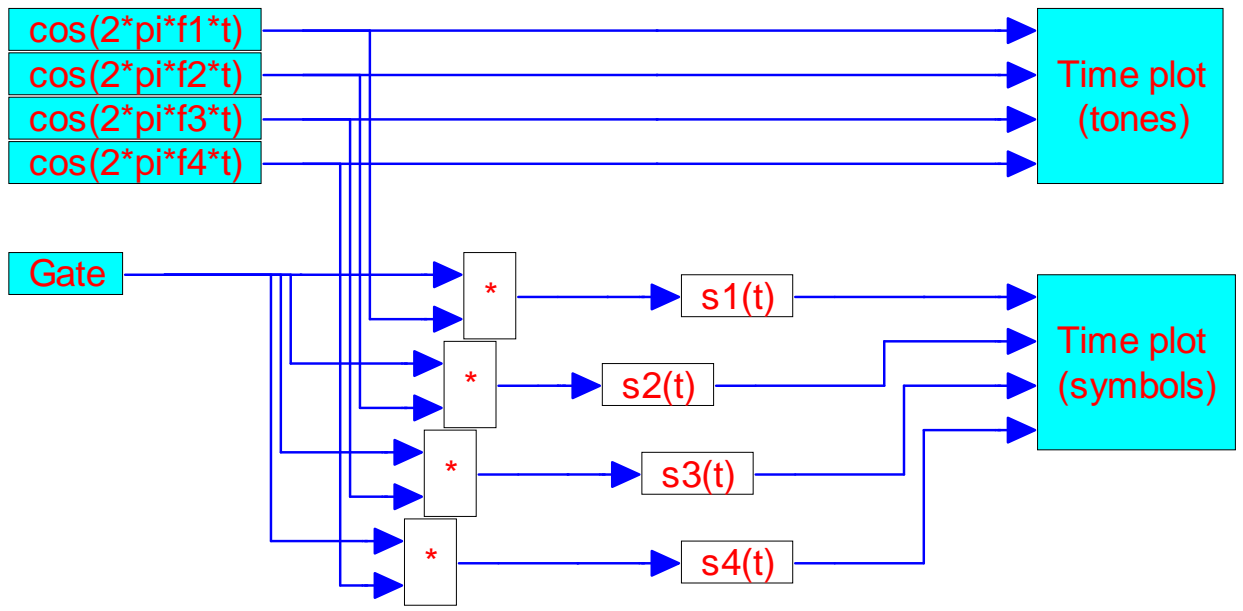 cos(2*pi*f1*t)
cos(2*pi*f2*t)
cos(2*pi*f3*t)
cos(2*pi*f4*t)
Time plot
(tones)
Gate
*
s1(t)
*
s2(t)
*
s3(t)
*
s4(t)
Time plot
(symbols)